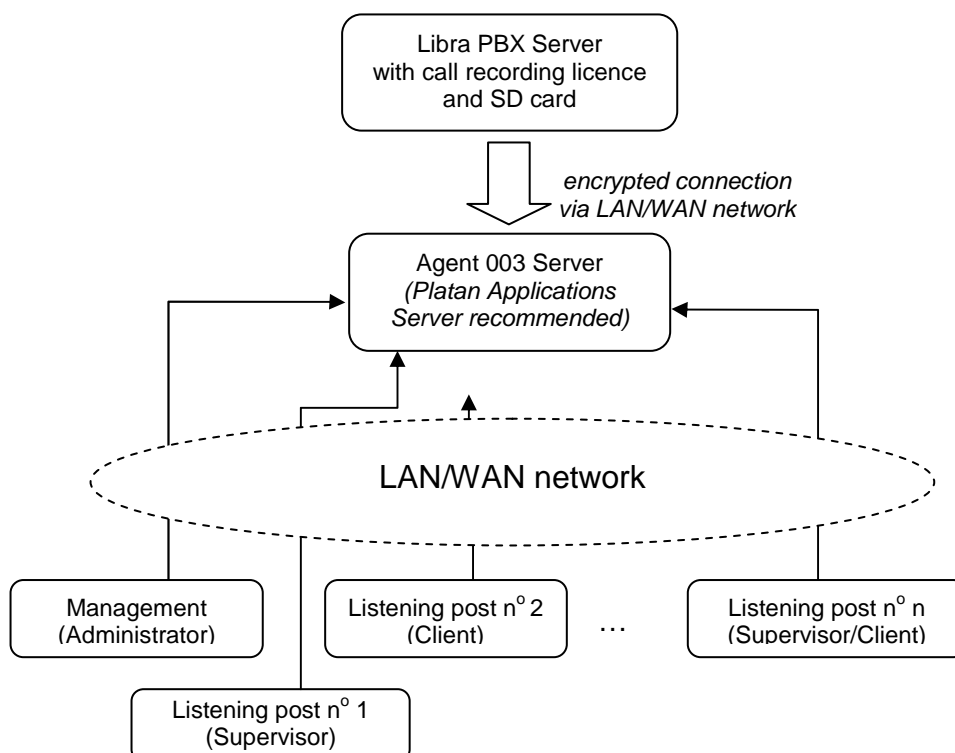 Libra PBX Server
with call recording licence
and SD card
encrypted connection
via LAN/WAN network
Agent 003 Server
(Platan Applications
Server recommended)
LAN/WAN network
Management
(Administrator)
Listening post nº 2
(Client)
...
Listening post nº n
(Supervisor/Client)
Listening post nº 1
(Supervisor)